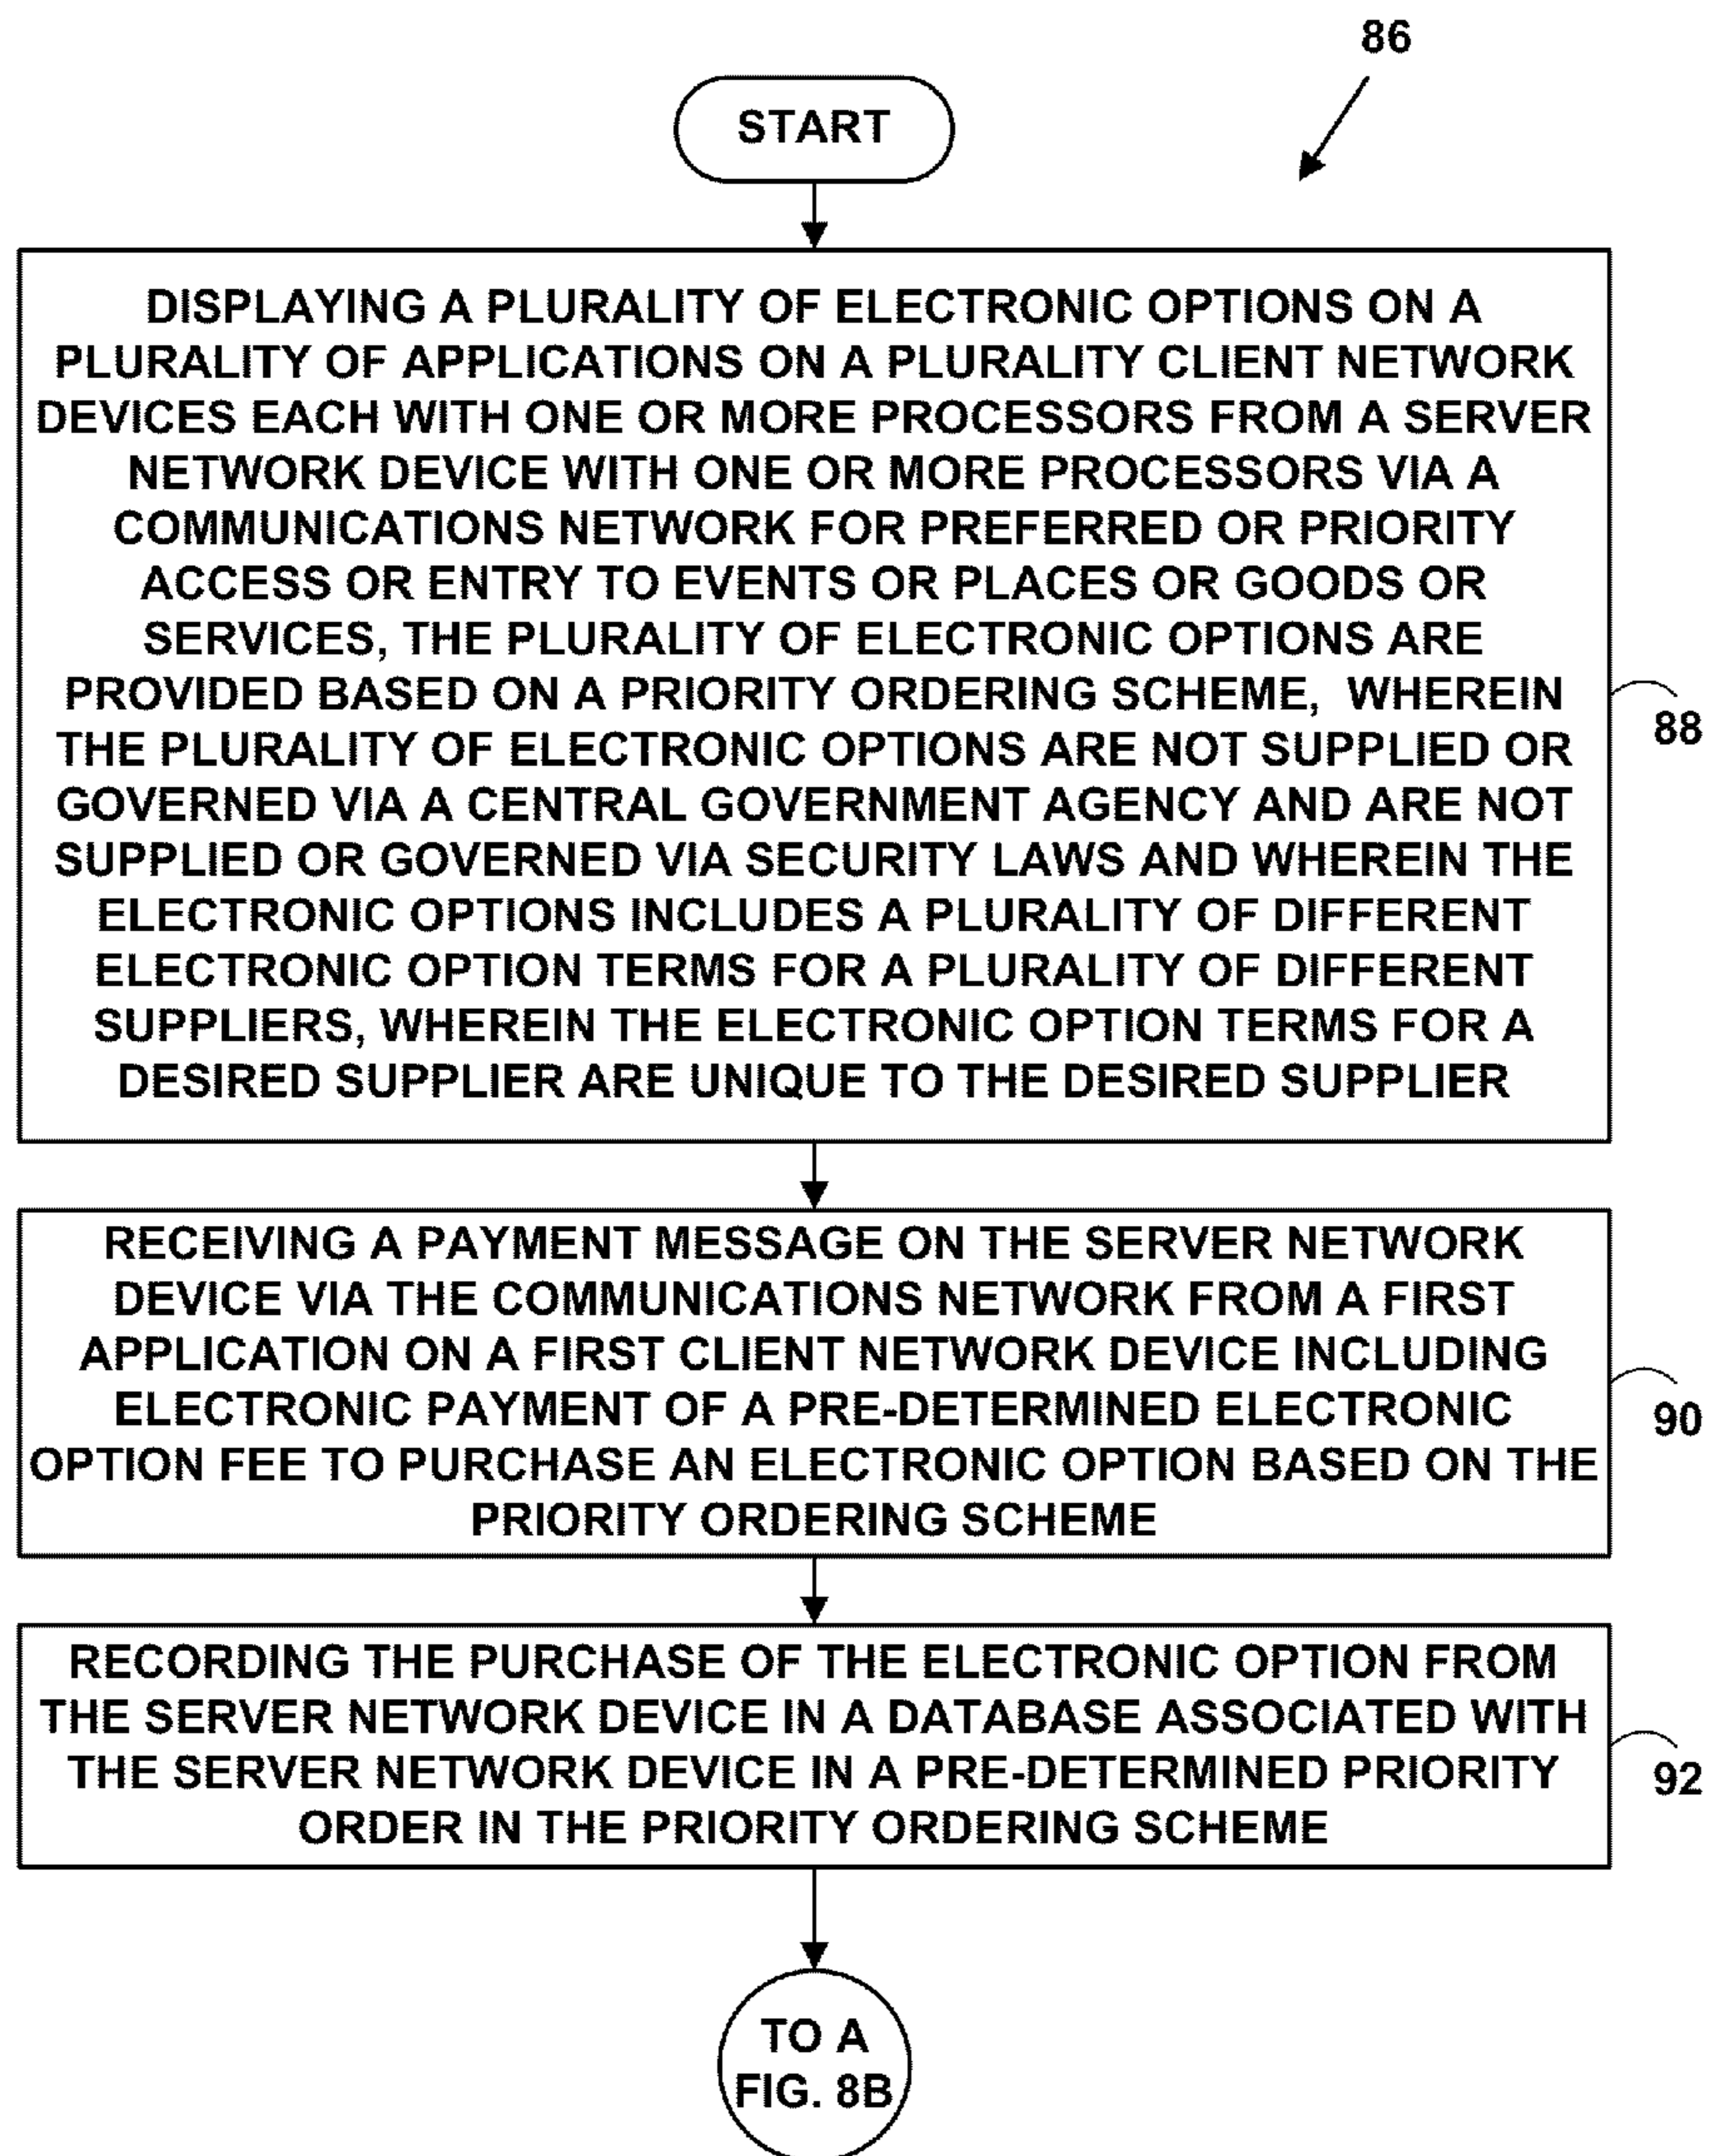 86
START
DISPLAYING A PLURALITY OF ELECTRONIC OPTIONS ON A
PLURALITY OF APPLICATIONS ON A PLURALITY CLIENT NETWORK
DEVICES EACH WITH ONE OR MORE PROCESSORS FROM A SERVER
NETWORK DEVICE WITH ONE OR MORE PROCESSORS VIA A
COMMUNICATIONS NETWORK FOR PREFERRED OR PRIORITY
ACCESS OR ENTRY TO EVENTS OR PLACES OR GOODS OR
SERVICES, THE PLURALITY OF ELECTRONIC OPTIONS ARE
PROVIDED BASED ON A PRIORITY ORDERING SCHEME, WHEREIN
THE PLURALITY OF ELECTRONIC OPTIONS ARE NOT SUPPLIED OR
GOVERNED VIA A CENTRAL GOVERNMENT AGENCY AND ARE NOT
SUPPLIED OR GOVERNED VIA SECURITY LAWS AND WHEREIN THE
ELECTRONIC OPTIONS INCLUDES A PLURALITY OF DIFFERENT
ELECTRONIC OPTION TERMS FOR A PLURALITY OF DIFFERENT
SUPPLIERS, WHEREIN THE ELECTRONIC OPTION TERMS FOR A
DESIRED SUPPLIER ARE UNIQUE TO THE DESIRED SUPPLIER
88
RECEIVING A PAYMENT MESSAGE ON THE SERVER NETWORK
DEVICE VIA THE COMMUNICATIONS NETWORK FROM A FIRST
APPLICATION ON A FIRST CLIENT NETWORK DEVICE INCLUDING
ELECTRONIC PAYMENT OF A PRE-DETERMINED ELECTRONIC
OPTION FEE TO PURCHASE AN ELECTRONIC OPTION BASED ON THE
PRIORITY ORDERING SCHEME
90
RECORDING THE PURCHASE OF THE ELECTRONIC OPTION FROM
THE SERVER NETWORK DEVICE IN A DATABASE ASSOCIATED WITH
THE SERVER NETWORK DEVICE IN A PRE-DETERMINED PRIORITY
ORDER IN THE PRIORITY ORDERING SCHEME
92
TO A
FIG. 8B